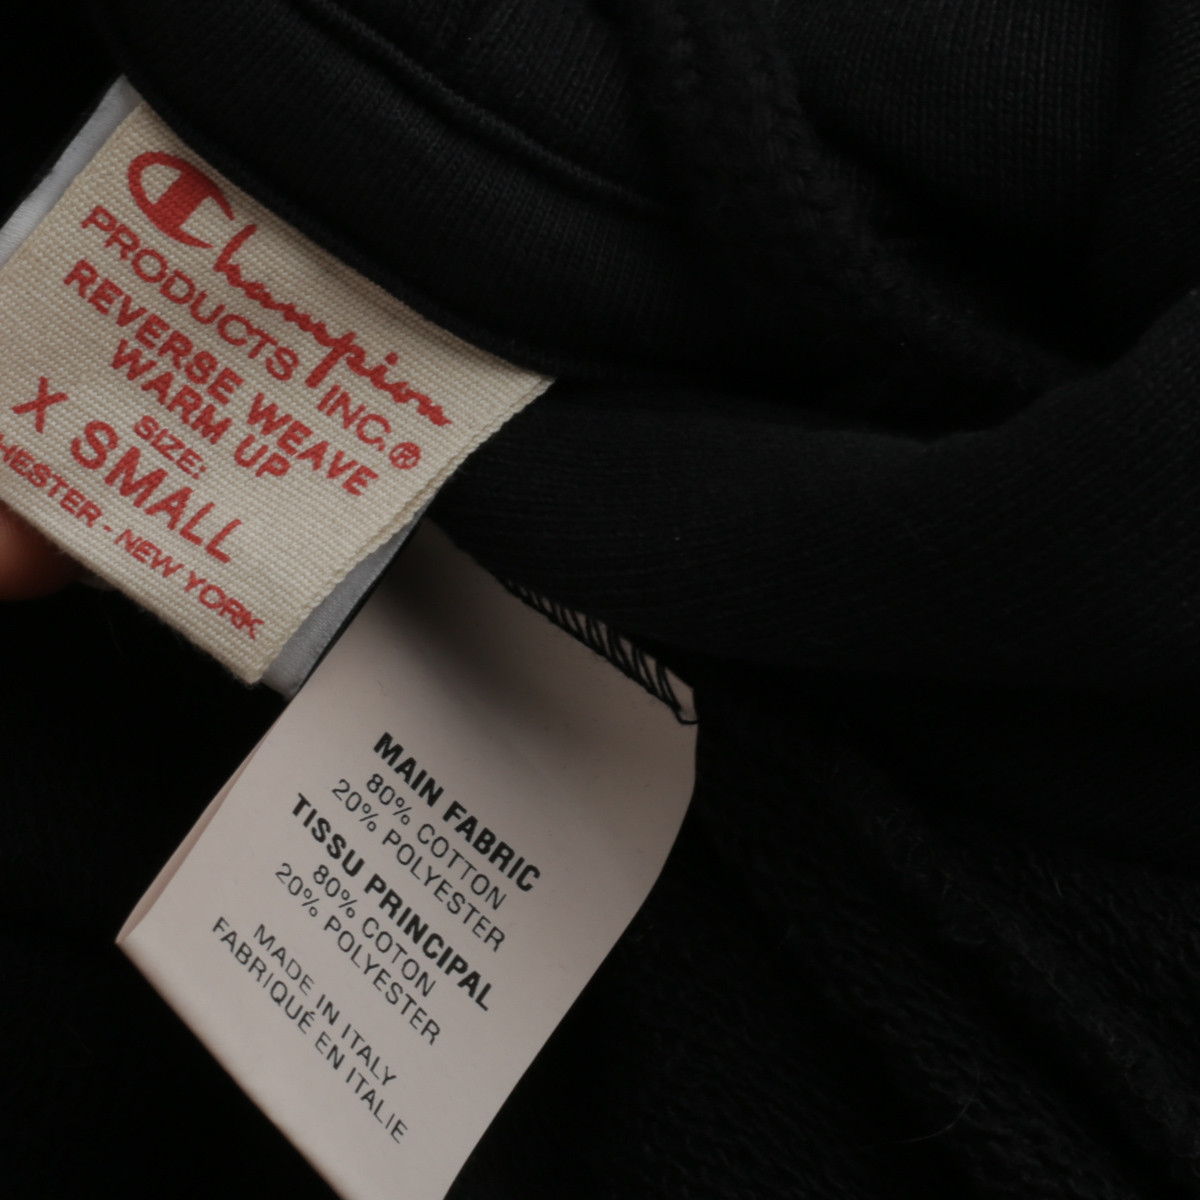 Champion
PRODUCTS INC.®
REVERSE WEAVE
WARM UP
SIZE:
X SMALL
HESTER - NEW YORK
MAIN FABRIC
80% COTTON
20% POLYESTER
TISSU PRINCIPAL
80% COTON
20% POLYESTER
MADE IN ITALY
FABRIQUÉ EN ITALIE